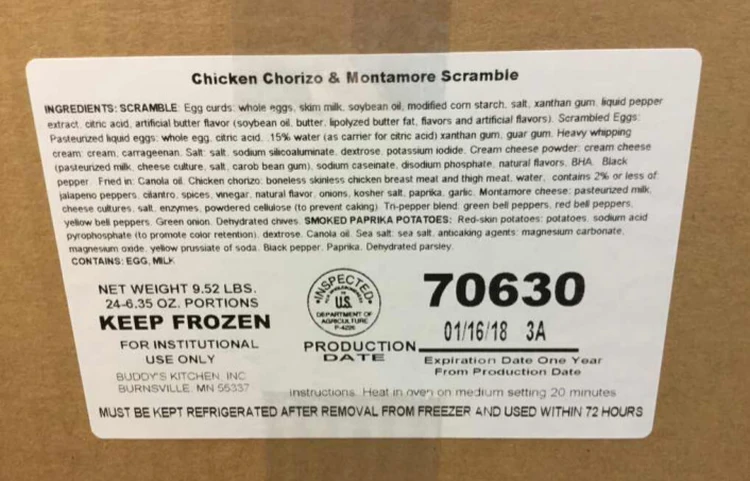 Chicken Chorizo & Montamore Scramble
INGREDIENTS: SCRAMBLE: Egg curds: whole eggs, skim milk, soybean oil, modified corn starch, salt, xanthan gum, liquid pepper
extract, citric acid, artificial butter flavor (soybean oil, butter, lipolyzed butter fat, flavors and artificial flavors). Scrambled Eggs:
Pasteurized liquid eggs: whole egg, citric acid, .15% water (as carrier for citric acid) xanthan gum, guar gum. Heavy whipping
cream: cream, carrageenan. Salt: salt, sodium silicoaluminate, dextrose, potassium iodide. Cream cheese powder: cream cheese
(pasteurized milk, cheese culture, salt, carob bean gum), sodium caseinate, disodium phosphate, natural flavors, BHA. Black
pepper. Fried in: Canola oil. Chicken chorizo: boneless skinless chicken breast meat and thigh meat, water, contains 2% or less of:
jalapeno peppers, cilantro, spices, vinegar, natural flavor, onions, kosher salt, paprika, garlic. Montamore cheese: pasteurized milk,
cheese cultures, salt, enzymes, powdered cellulose (to prevent caking). Tri-pepper blend: green bell peppers, red bell peppers,
yellow bell peppers. Green onion. Dehydrated chives. SMOKED PAPRIKA POTATOES: Red-skin potatoes: potatoes, sodium acid
pyrophosphate (to promote color retention), dextrose. Canola oil. Sea salt: sea salt, anticaking agents: magnesium carbonate,
magnesium oxide, yellow prussiate of soda. Black pepper. Paprika. Dehydrated parsley.
CONTAINS: EGG, MILK.
NET WEIGHT 9.52 LBS.
24-6.35 OZ. PORTIONS
KEEP FROZEN
FOR INSTITUTIONAL
USE ONLY
BUDDY'S KITCHEN, INC.
BURNSVILLE, MN 55337
INSPECTED
U.S.
DEPARTMENT OF
AGRICULTURE
P-4226
PRODUCTION
DATE
70630
01/16/18 3A
Expiration Date One Year
From Production Date
instructions: Heat in oven on medium setting 20 minutes
MUST BE KEPT REFRIGERATED AFTER REMOVAL FROM FREEZER AND USED WITHIN 72 HOURS